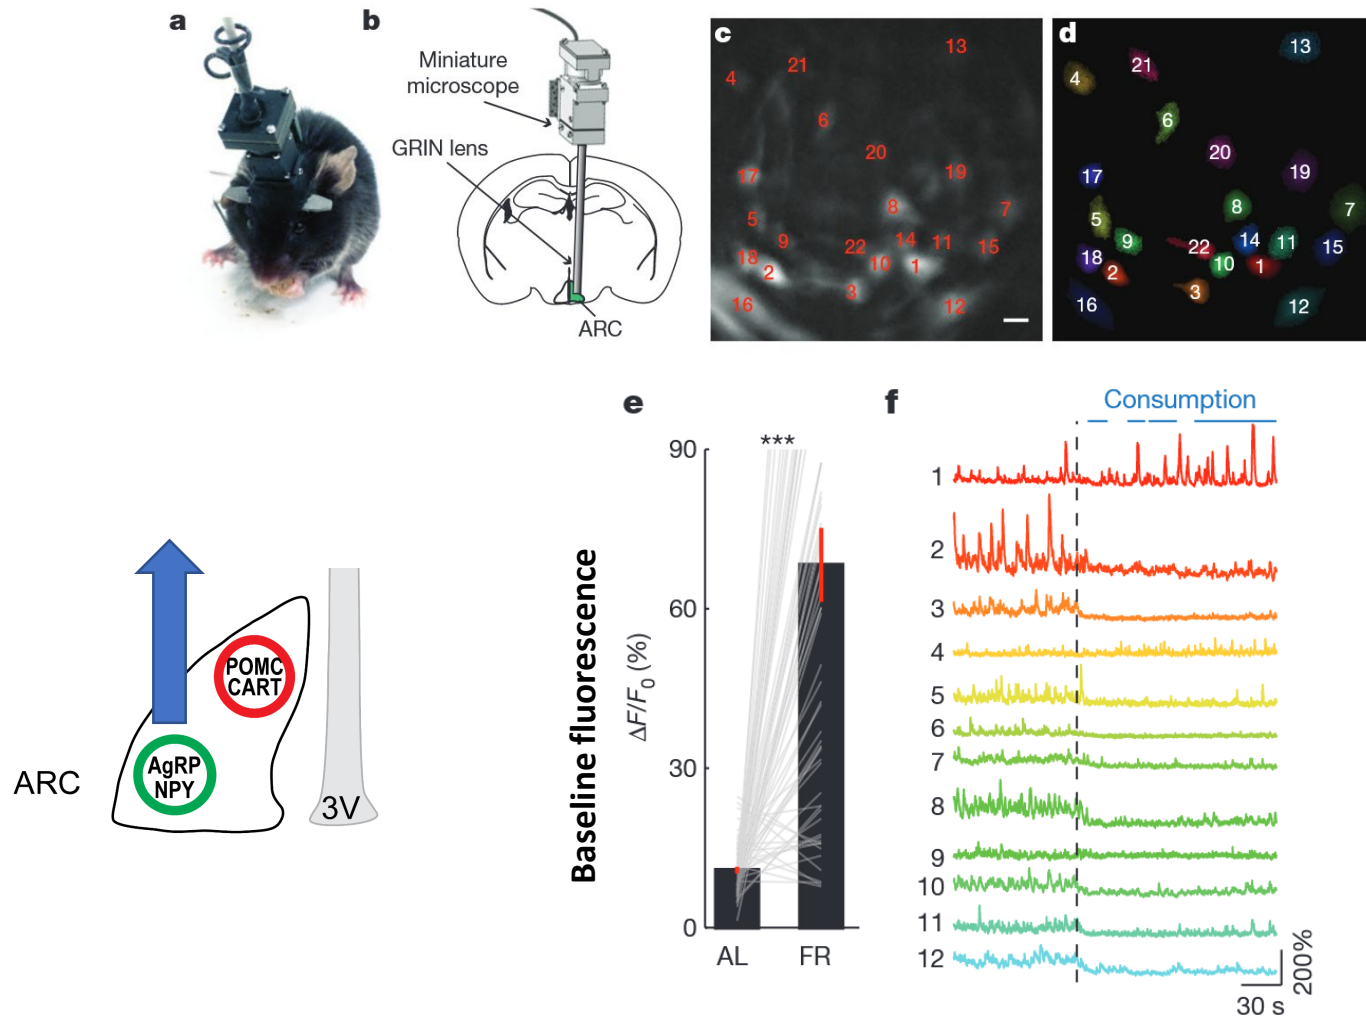 a
b
Miniature
microscope
GRIN lens
ARC
c
13
21
4
6
20
17
19
8
7
5
9
22
14
11
15
18
2
10
1
3
16
12
d
13
21
4
6
20
17
19
8
7
5
9
22
14
11
15
18
2
10
1
3
16
12
POMC
CART
AgRP
NPY
ARC
3V
e
***
90
60
30
0
Baseline fluorescence
ΔF/F0 (%)
AL
FR
f
Consumption
1
2
3
4
5
6
7
8
9
10
11
12
200%
30 s